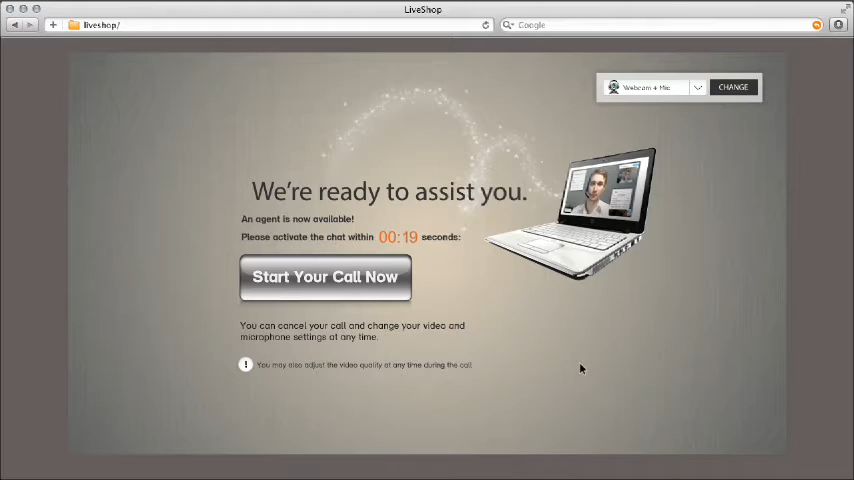 LiveShop
liveshop/
Google
Webcam + Mic
CHANGE
We're ready to assist you.
An agent is now available!
Please activate the chat within 00:19 seconds:
Start Your Call Now
You can cancel your call and change your video and
microphone settings at any time.
! You may also adjust the video quality at any time during the call